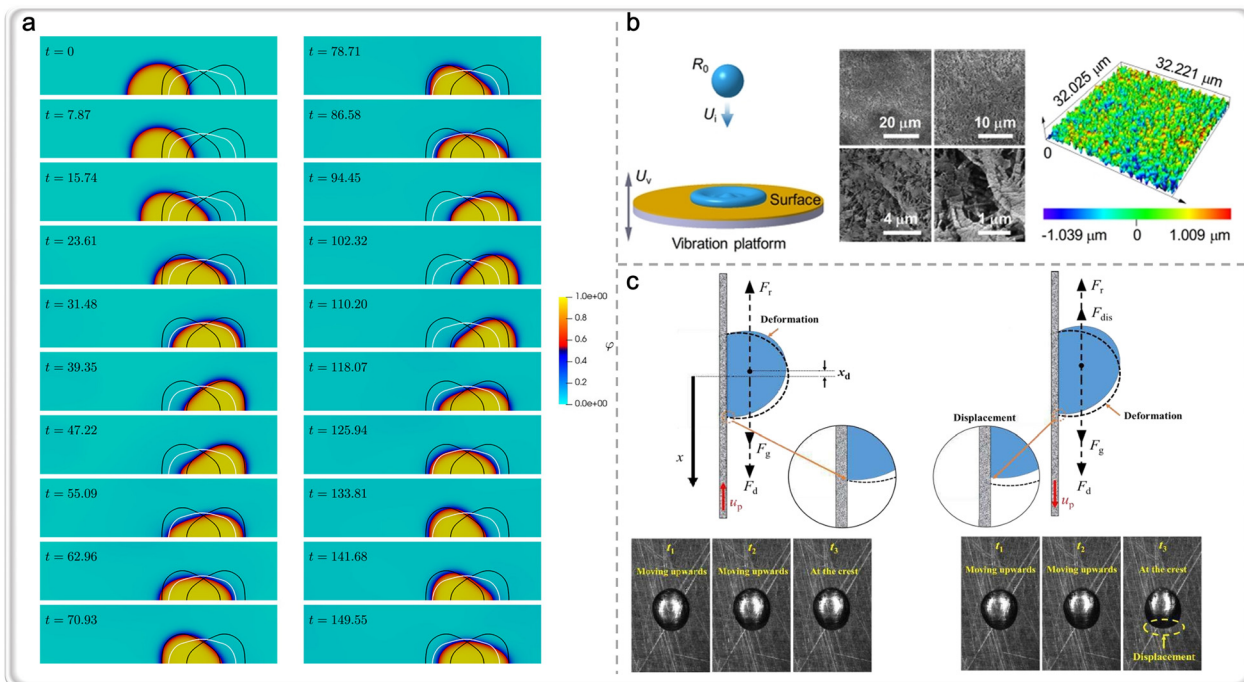 a
t = 0
t = 7.87
t = 15.74
t = 23.61
t = 31.48
t = 39.35
t = 47.22
t = 55.09
t = 62.96
t = 70.93
t = 78.71
t = 86.58
t = 94.45
t = 102.32
t = 110.20
t = 118.07
t = 125.94
t = 133.81
t = 141.68
t = 149.55
φ
1.0e+00
0.8
0.6
0.4
0.2
0.0e+00
b
R0
Ui
Uv
Surface
Vibration platform
20 μm
10 μm
4 μm
1 μm
32.025 μm
32.221 μm
0
-1.039 μm
0
1.009 μm
c
Fr
Deformation
xd
x
Fg
Fd
up
Fr
Fdis
Deformation
Displacement
Fg
Fd
up
t1
Moving upwards
t2
Moving upwards
t3
At the crest
t1
Moving upwards
t2
Moving upwards
t3
At the crest
Displacement